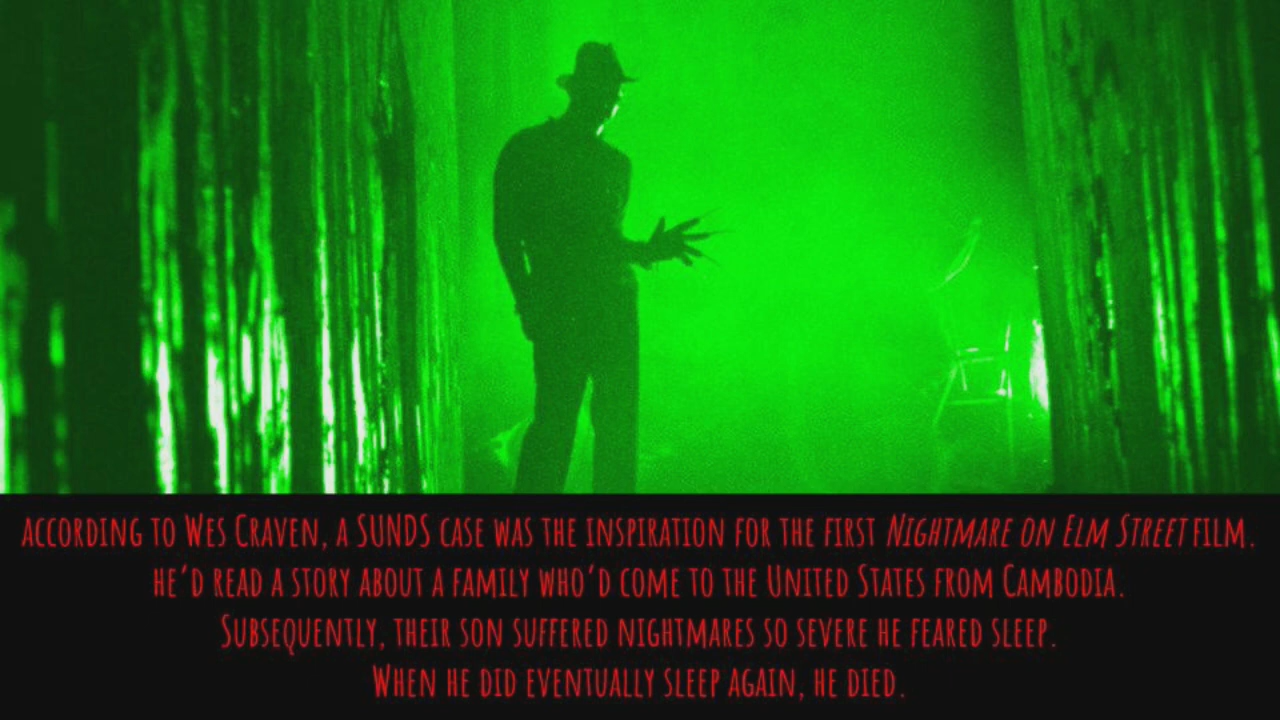 according to Wes Craven, a SUNDS case was the inspiration for the first Nightmare on Elm Street film.
he'd read a story about a family who'd come to the United States from Cambodia.
Subsequently, their son suffered nightmares so severe he feared sleep.
When he did eventually sleep again, he died.